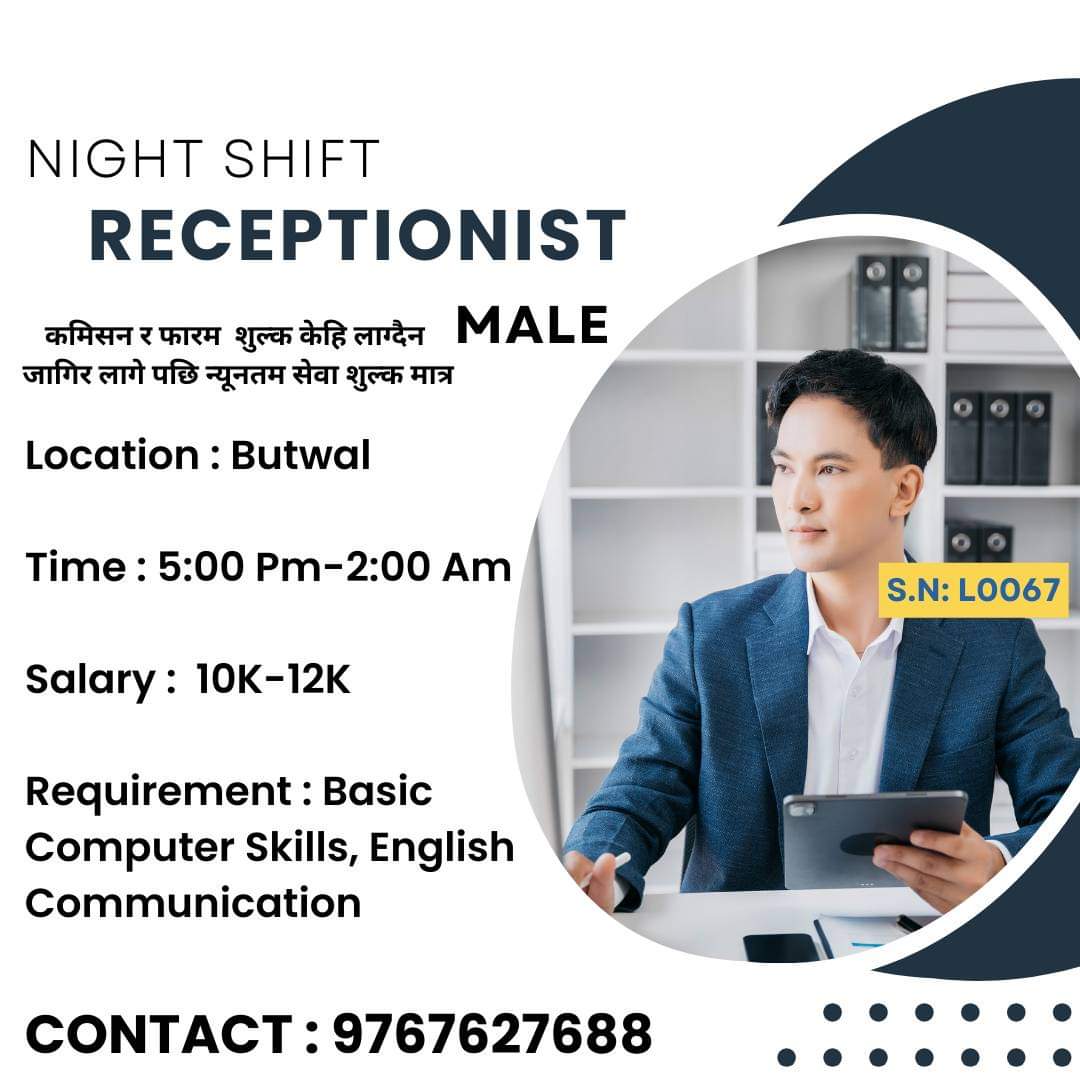 NIGHT SHIFT
RECEPTIONIST
MALE
कमिसन र फारम शुल्क केहि लाग्दैन
जागिर लागे पछि न्यूनतम सेवा शुल्क मात्र
Location : Butwal
Time : 5:00 Pm-2:00 Am
S.N: L0067
Salary : 10K-12K
Requirement : Basic
Computer Skills, English
Communication
CONTACT : 9767627688